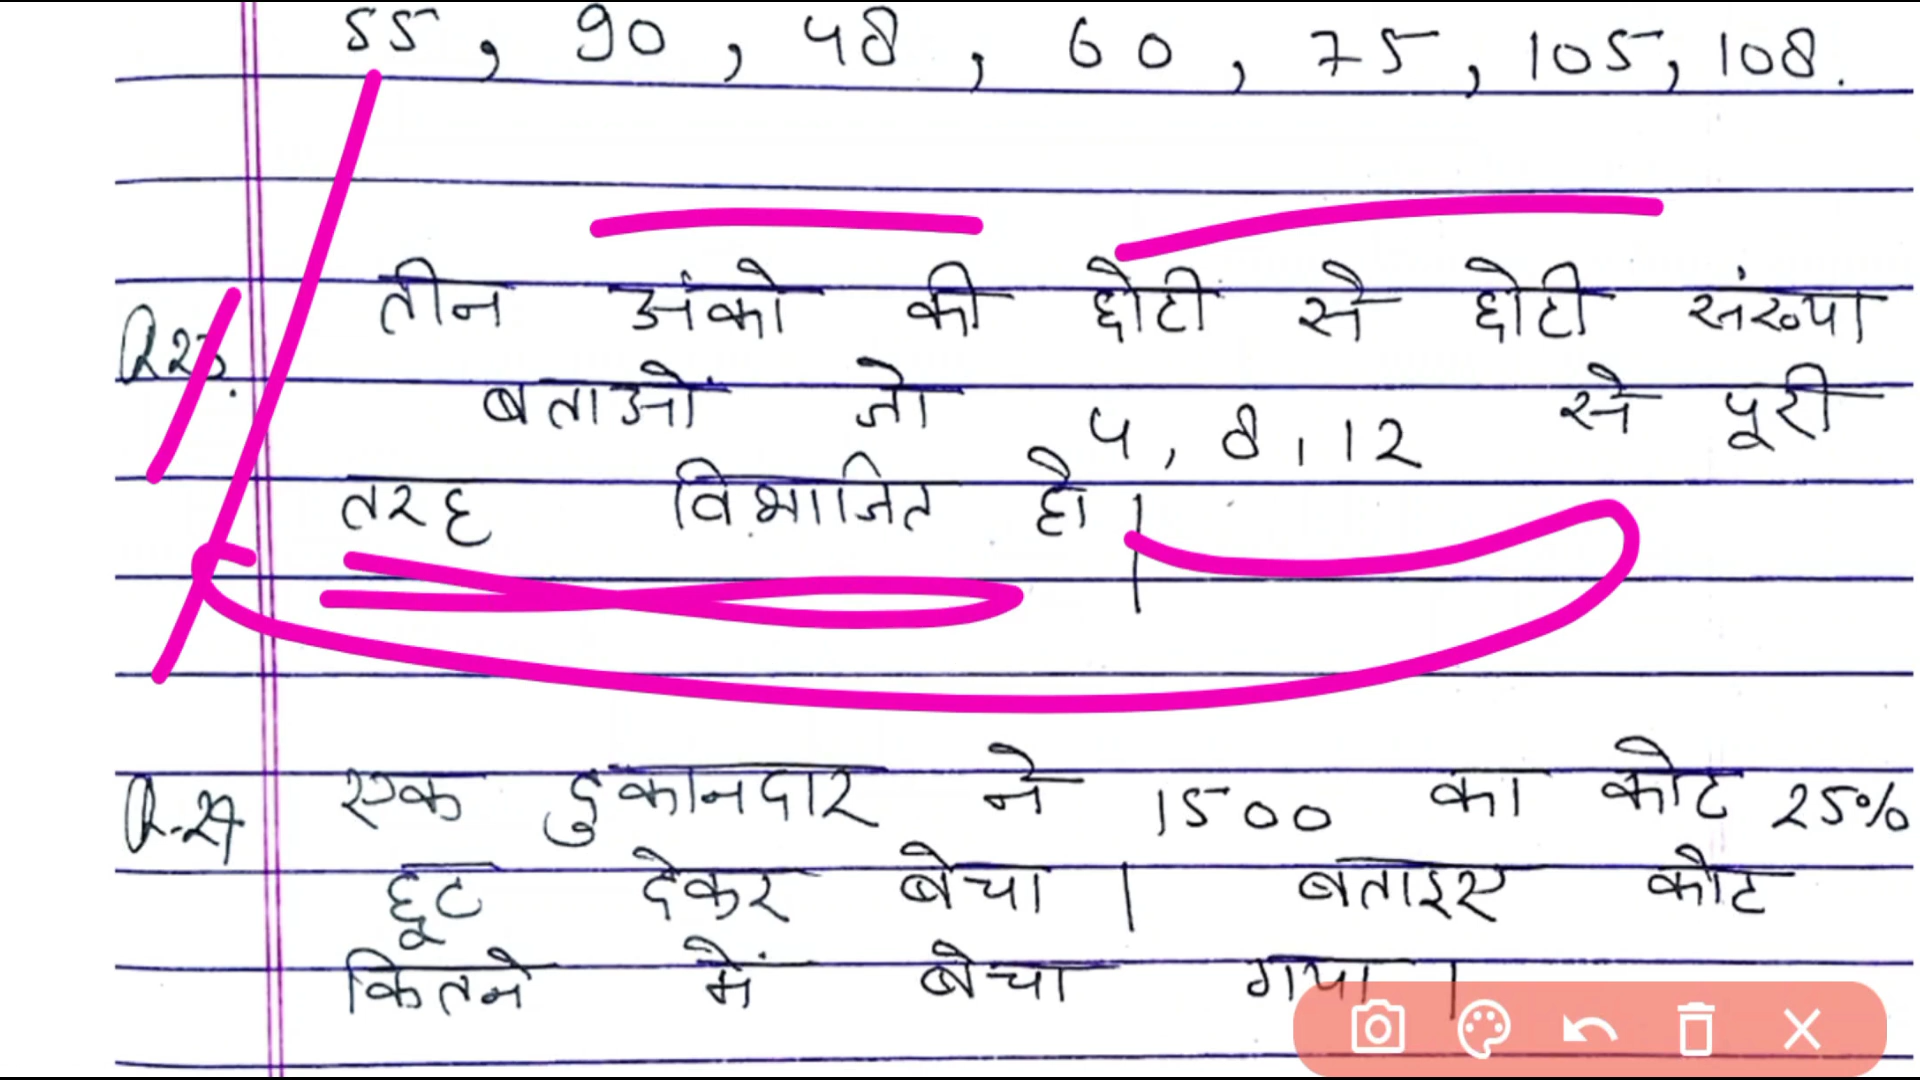 55, 90, 48, 60, 75, 105, 108.
Q23. तीन अंको की छोटी से छोटी संख्या
बताओं जो 4, 8, 12 से पूरी
तरह विभाजित हो।
Q.24 एक दुकानदार ने 1500 का कोट 25%
छूट देकर बेचा। बताइए कोट
कितने में बेचा गया।